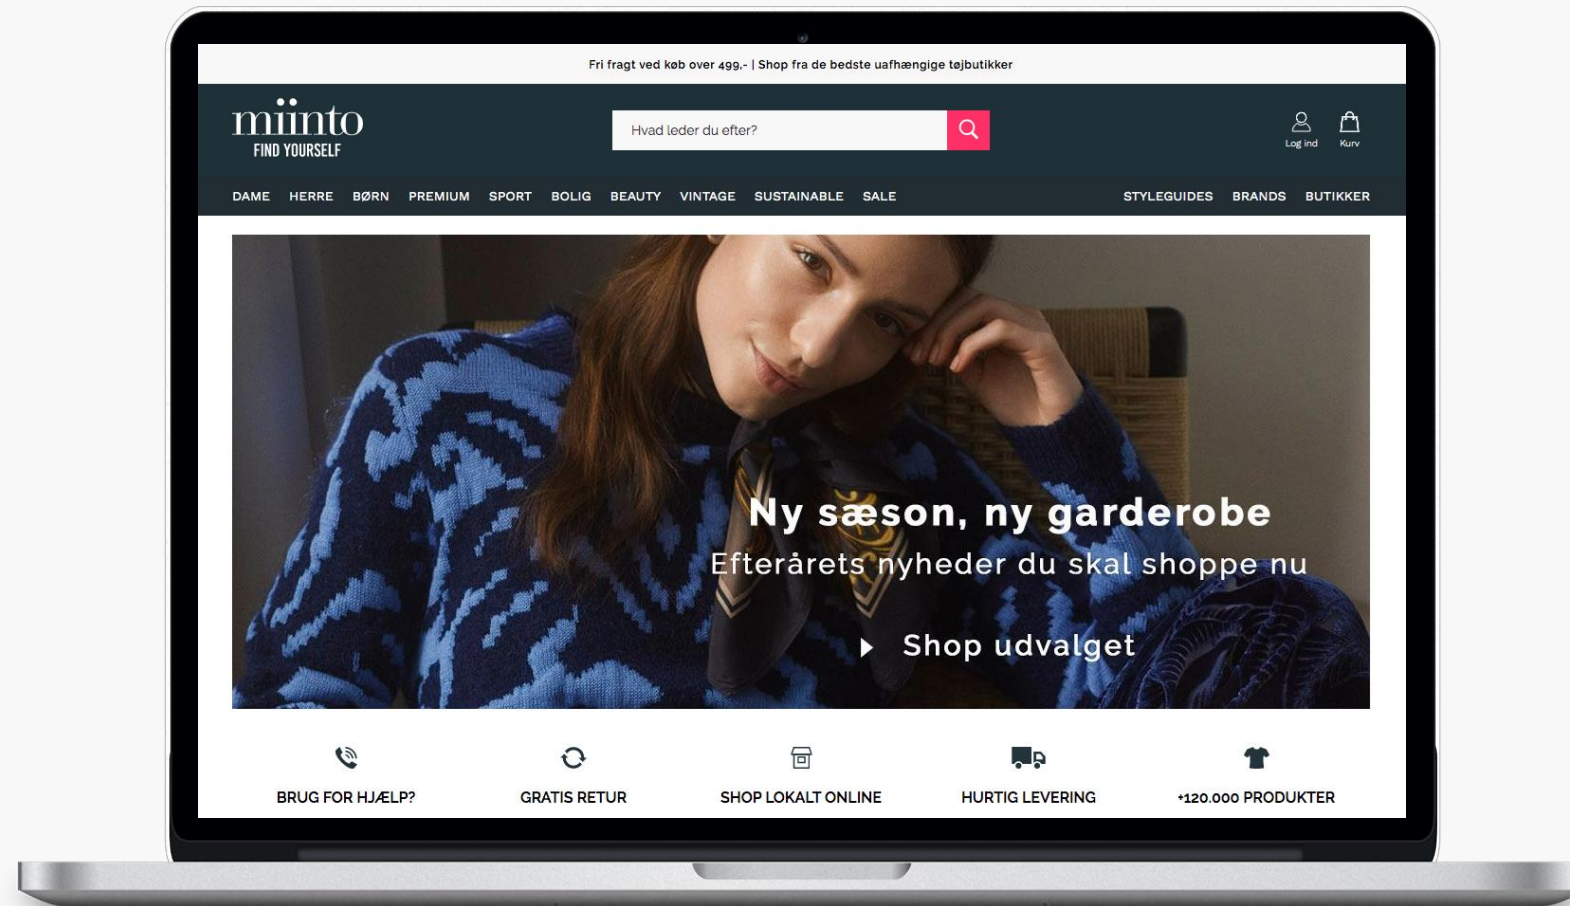 Fri fragt ved køb over 499,- | Shop fra de bedste uafhængige tøjbutikker
miinto
FIND YOURSELF
Hvad leder du efter?
Log ind
Kurv
DAME HERRE BØRN PREMIUM SPORT BOLIG BEAUTY VINTAGE SUSTAINABLE SALE STYLEGUIDES BRANDS BUTIKKER
Ny sæson, ny garderobe
Efterårets nyheder du skal shoppe nu
Shop udvalget
BRUG FOR HJÆLP?
GRATIS RETUR
SHOP LOKALT ONLINE
HURTIG LEVERING
+120.000 PRODUKTER